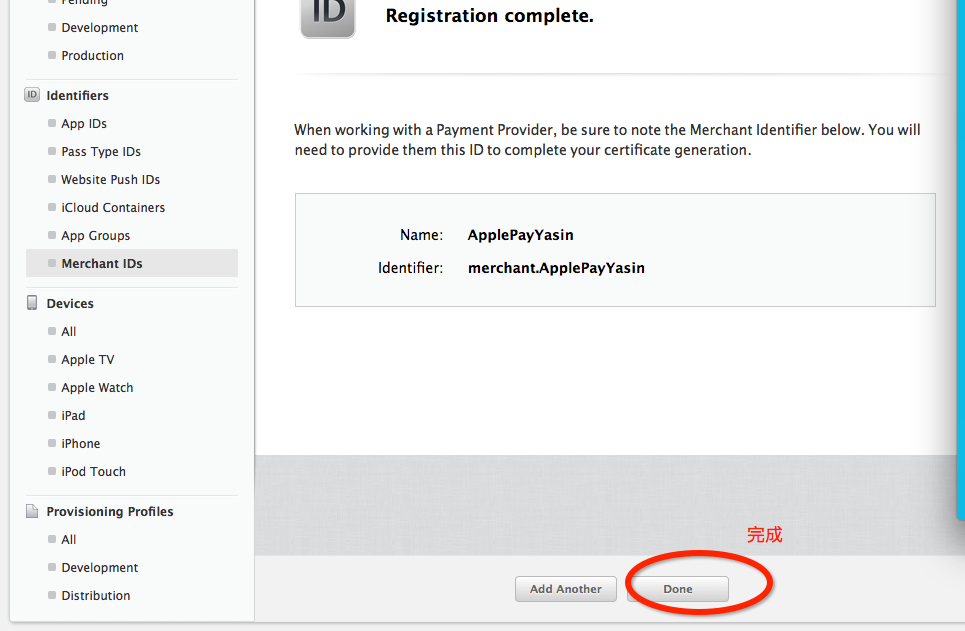 Pending
Development
Production
Identifiers
App IDs
Pass Type IDs
Website Push IDs
iCloud Containers
App Groups
Merchant IDs
Devices
All
Apple TV
Apple Watch
iPad
iPhone
iPod Touch
Provisioning Profiles
All
Development
Distribution
ID
Registration complete.
When working with a Payment Provider, be sure to note the Merchant Identifier below. You will
need to provide them this ID to complete your certificate generation.
Name: ApplePayYasin
Identifier: merchant.ApplePayYasin
完成
Add Another
Done